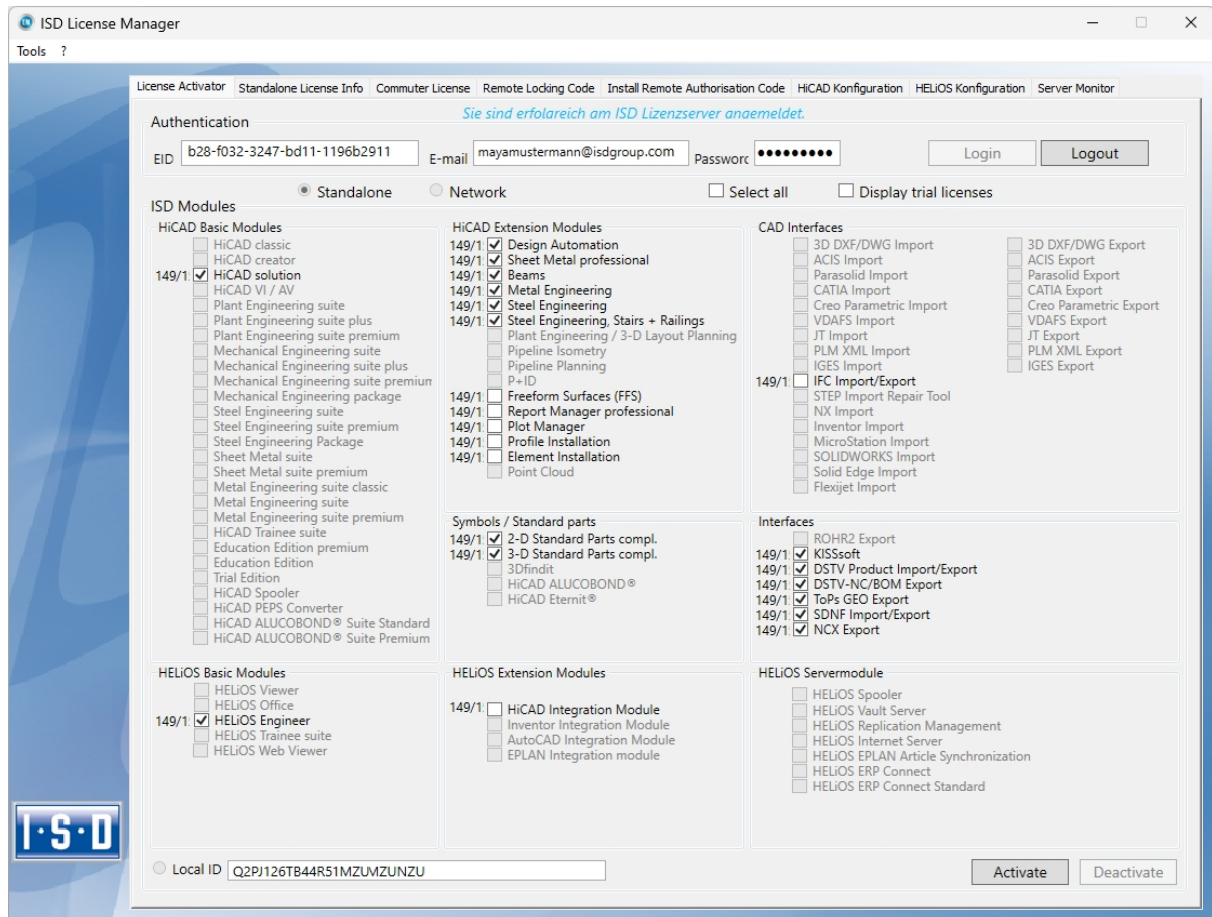 ISD License Manager
Tools ?
License Activator Standalone License Info Commuter License Remote Locking Code Install Remote Authorisation Code HiCAD Konfiguration HELiOS Konfiguration Server Monitor
Sie sind erfolareich am ISD Lizenzserver anaemeldet.
Authentication
EID b28-f032-3247-bd11-1196b2911 E-mail mayamustermann@isdgroup.com Passworc ●●●●●●●●● Login Logout
Standalone Network Select all Display trial licenses
ISD Modules
HiCAD Basic Modules
HiCAD classic
HiCAD creator
149/1: HiCAD solution
HiCAD VI / AV
Plant Engineering suite
Plant Engineering suite plus
Plant Engineering suite premium
Mechanical Engineering suite
Mechanical Engineering suite plus
Mechanical Engineering suite premium
Mechanical Engineering package
Steel Engineering suite
Steel Engineering suite premium
Steel Engineering Package
Sheet Metal suite
Sheet Metal suite premium
Metal Engineering suite classic
Metal Engineering suite
Metal Engineering suite premium
HiCAD Trainee suite
Education Edition premium
Education Edition
Trial Edition
HiCAD Spooler
HiCAD PEPS Converter
HiCAD ALUCOBOND® Suite Standard
HiCAD ALUCOBOND® Suite Premium
HiCAD Extension Modules
149/1: Design Automation
149/1: Sheet Metal professional
149/1: Beams
149/1: Metal Engineering
149/1: Steel Engineering
149/1: Steel Engineering, Stairs + Railings
Plant Engineering / 3-D Layout Planning
Pipeline Isometry
Pipeline Planning
P+ID
149/1: Freeform Surfaces (FFS)
149/1: Report Manager professional
149/1: Plot Manager
149/1: Profile Installation
149/1: Element Installation
Point Cloud
Symbols / Standard parts
149/1: 2-D Standard Parts compl.
149/1: 3-D Standard Parts compl.
3Dfindit
HiCAD ALUCOBOND®
HiCAD Eternit®
CAD Interfaces
3D DXF/DWG Import 3D DXF/DWG Export
ACIS Import ACIS Export
Parasolid Import Parasolid Export
CATIA Import CATIA Export
Creo Parametric Import Creo Parametric Export
VDAFS Import VDAFS Export
JT Import JT Export
PLM XML Import PLM XML Export
IGES Import IGES Export
149/1: IFC Import/Export
STEP Import Repair Tool
NX Import
Inventor Import
MicroStation Import
SOLIDWORKS Import
Solid Edge Import
Flexijet Import
Interfaces
ROHR2 Export
149/1: KISSsoft
149/1: DSTV Product Import/Export
149/1: DSTV-NC/BOM Export
149/1: ToPs GEO Export
149/1: SDNF Import/Export
149/1: NCX Export
HELiOS Basic Modules
HELiOS Viewer
HELiOS Office
149/1: HELiOS Engineer
HELiOS Trainee suite
HELiOS Web Viewer
HELiOS Extension Modules
149/1: HiCAD Integration Module
Inventor Integration Module
AutoCAD Integration Module
EPLAN Integration module
HELiOS Servermodule
HELiOS Spooler
HELiOS Vault Server
HELiOS Replication Management
HELiOS Internet Server
HELiOS EPLAN Article Synchronization
HELiOS ERP Connect
HELiOS ERP Connect Standard
I·S·D
Local ID Q2PJ126TB44R51MZUMZUNZU Activate Deactivate